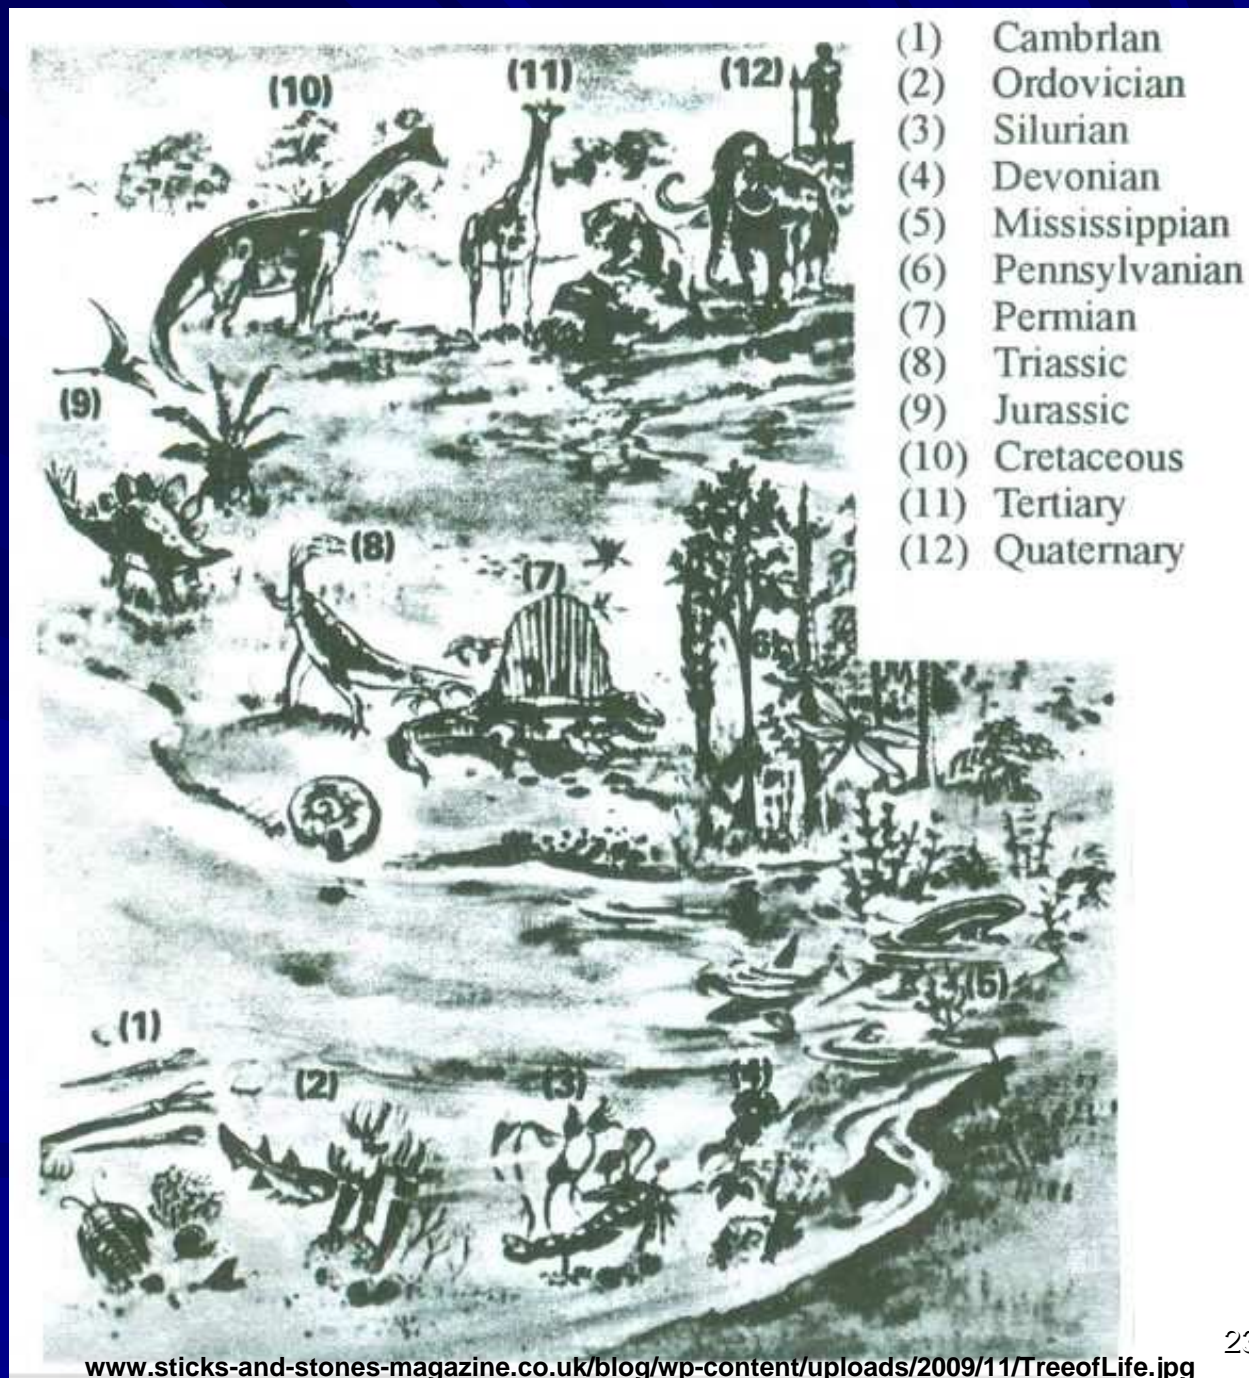 (1) Cambrlan
(2) Ordovician
(3) Silurian
(4) Devonian
(5) Mississippian
(6) Pennsylvanian
(7) Permian
(8) Triassic
(9) Jurassic
(10) Cretaceous
(11) Tertiary
(12) Quaternary
(10)
(11)
(12)
(9)
(8)
(7)
(1)
(2)
(3)
(4)
23
www.sticks-and-stones-magazine.co.uk/blog/wp-content/uploads/2009/11/TreeofLife.jpg